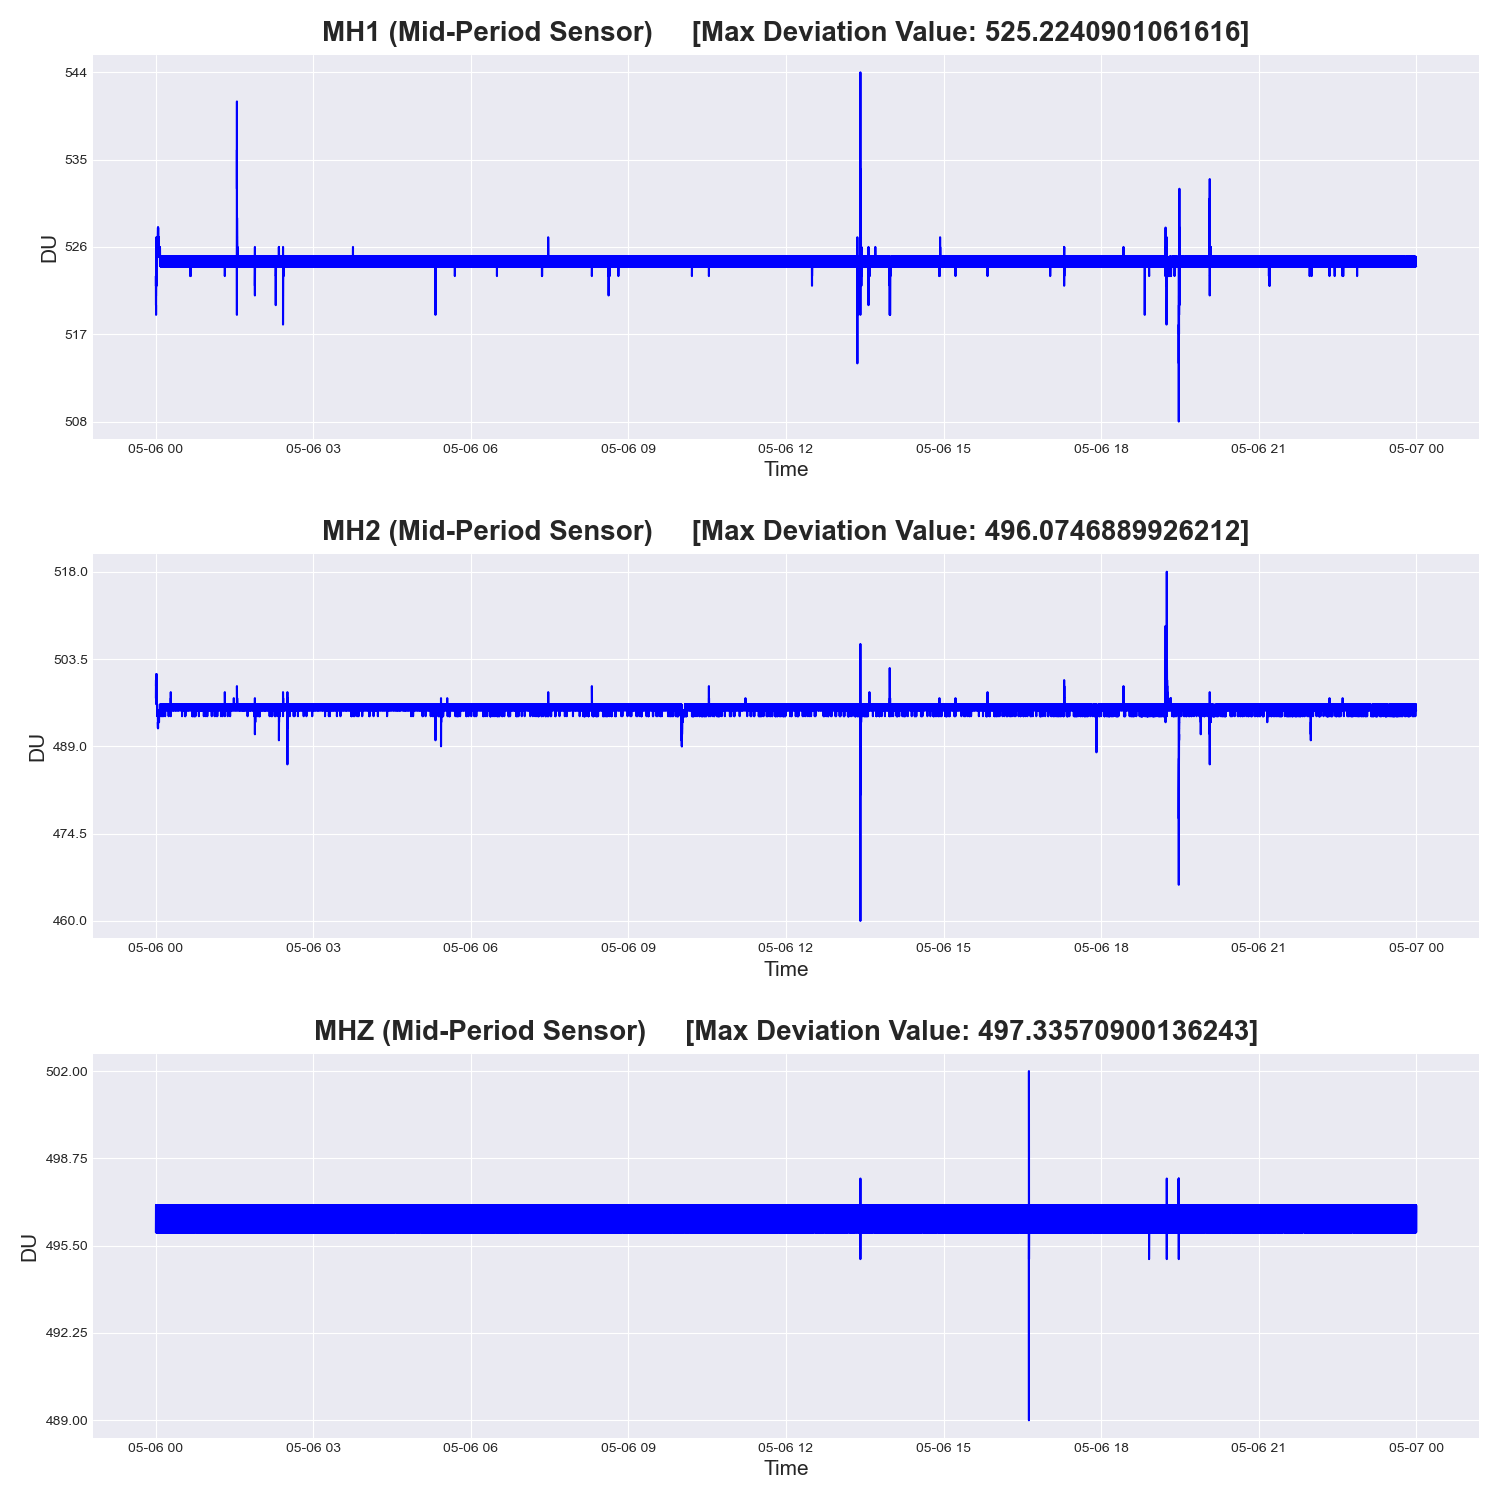 MH1 (Mid-Period Sensor) [Max Deviation Value: 525.2240901061616]
544
535
526
517
508
DU
05-06 00 05-06 03 05-06 06 05-06 09 05-06 12 05-06 15 05-06 18 05-06 21 05-07 00
Time
MH2 (Mid-Period Sensor) [Max Deviation Value: 496.0746889926212]
518.0
503.5
489.0
474.5
460.0
DU
05-06 00 05-06 03 05-06 06 05-06 09 05-06 12 05-06 15 05-06 18 05-06 21 05-07 00
Time
MHZ (Mid-Period Sensor) [Max Deviation Value: 497.33570900136243]
502.00
498.75
495.50
492.25
489.00
DU
05-06 00 05-06 03 05-06 06 05-06 09 05-06 12 05-06 15 05-06 18 05-06 21 05-07 00
Time